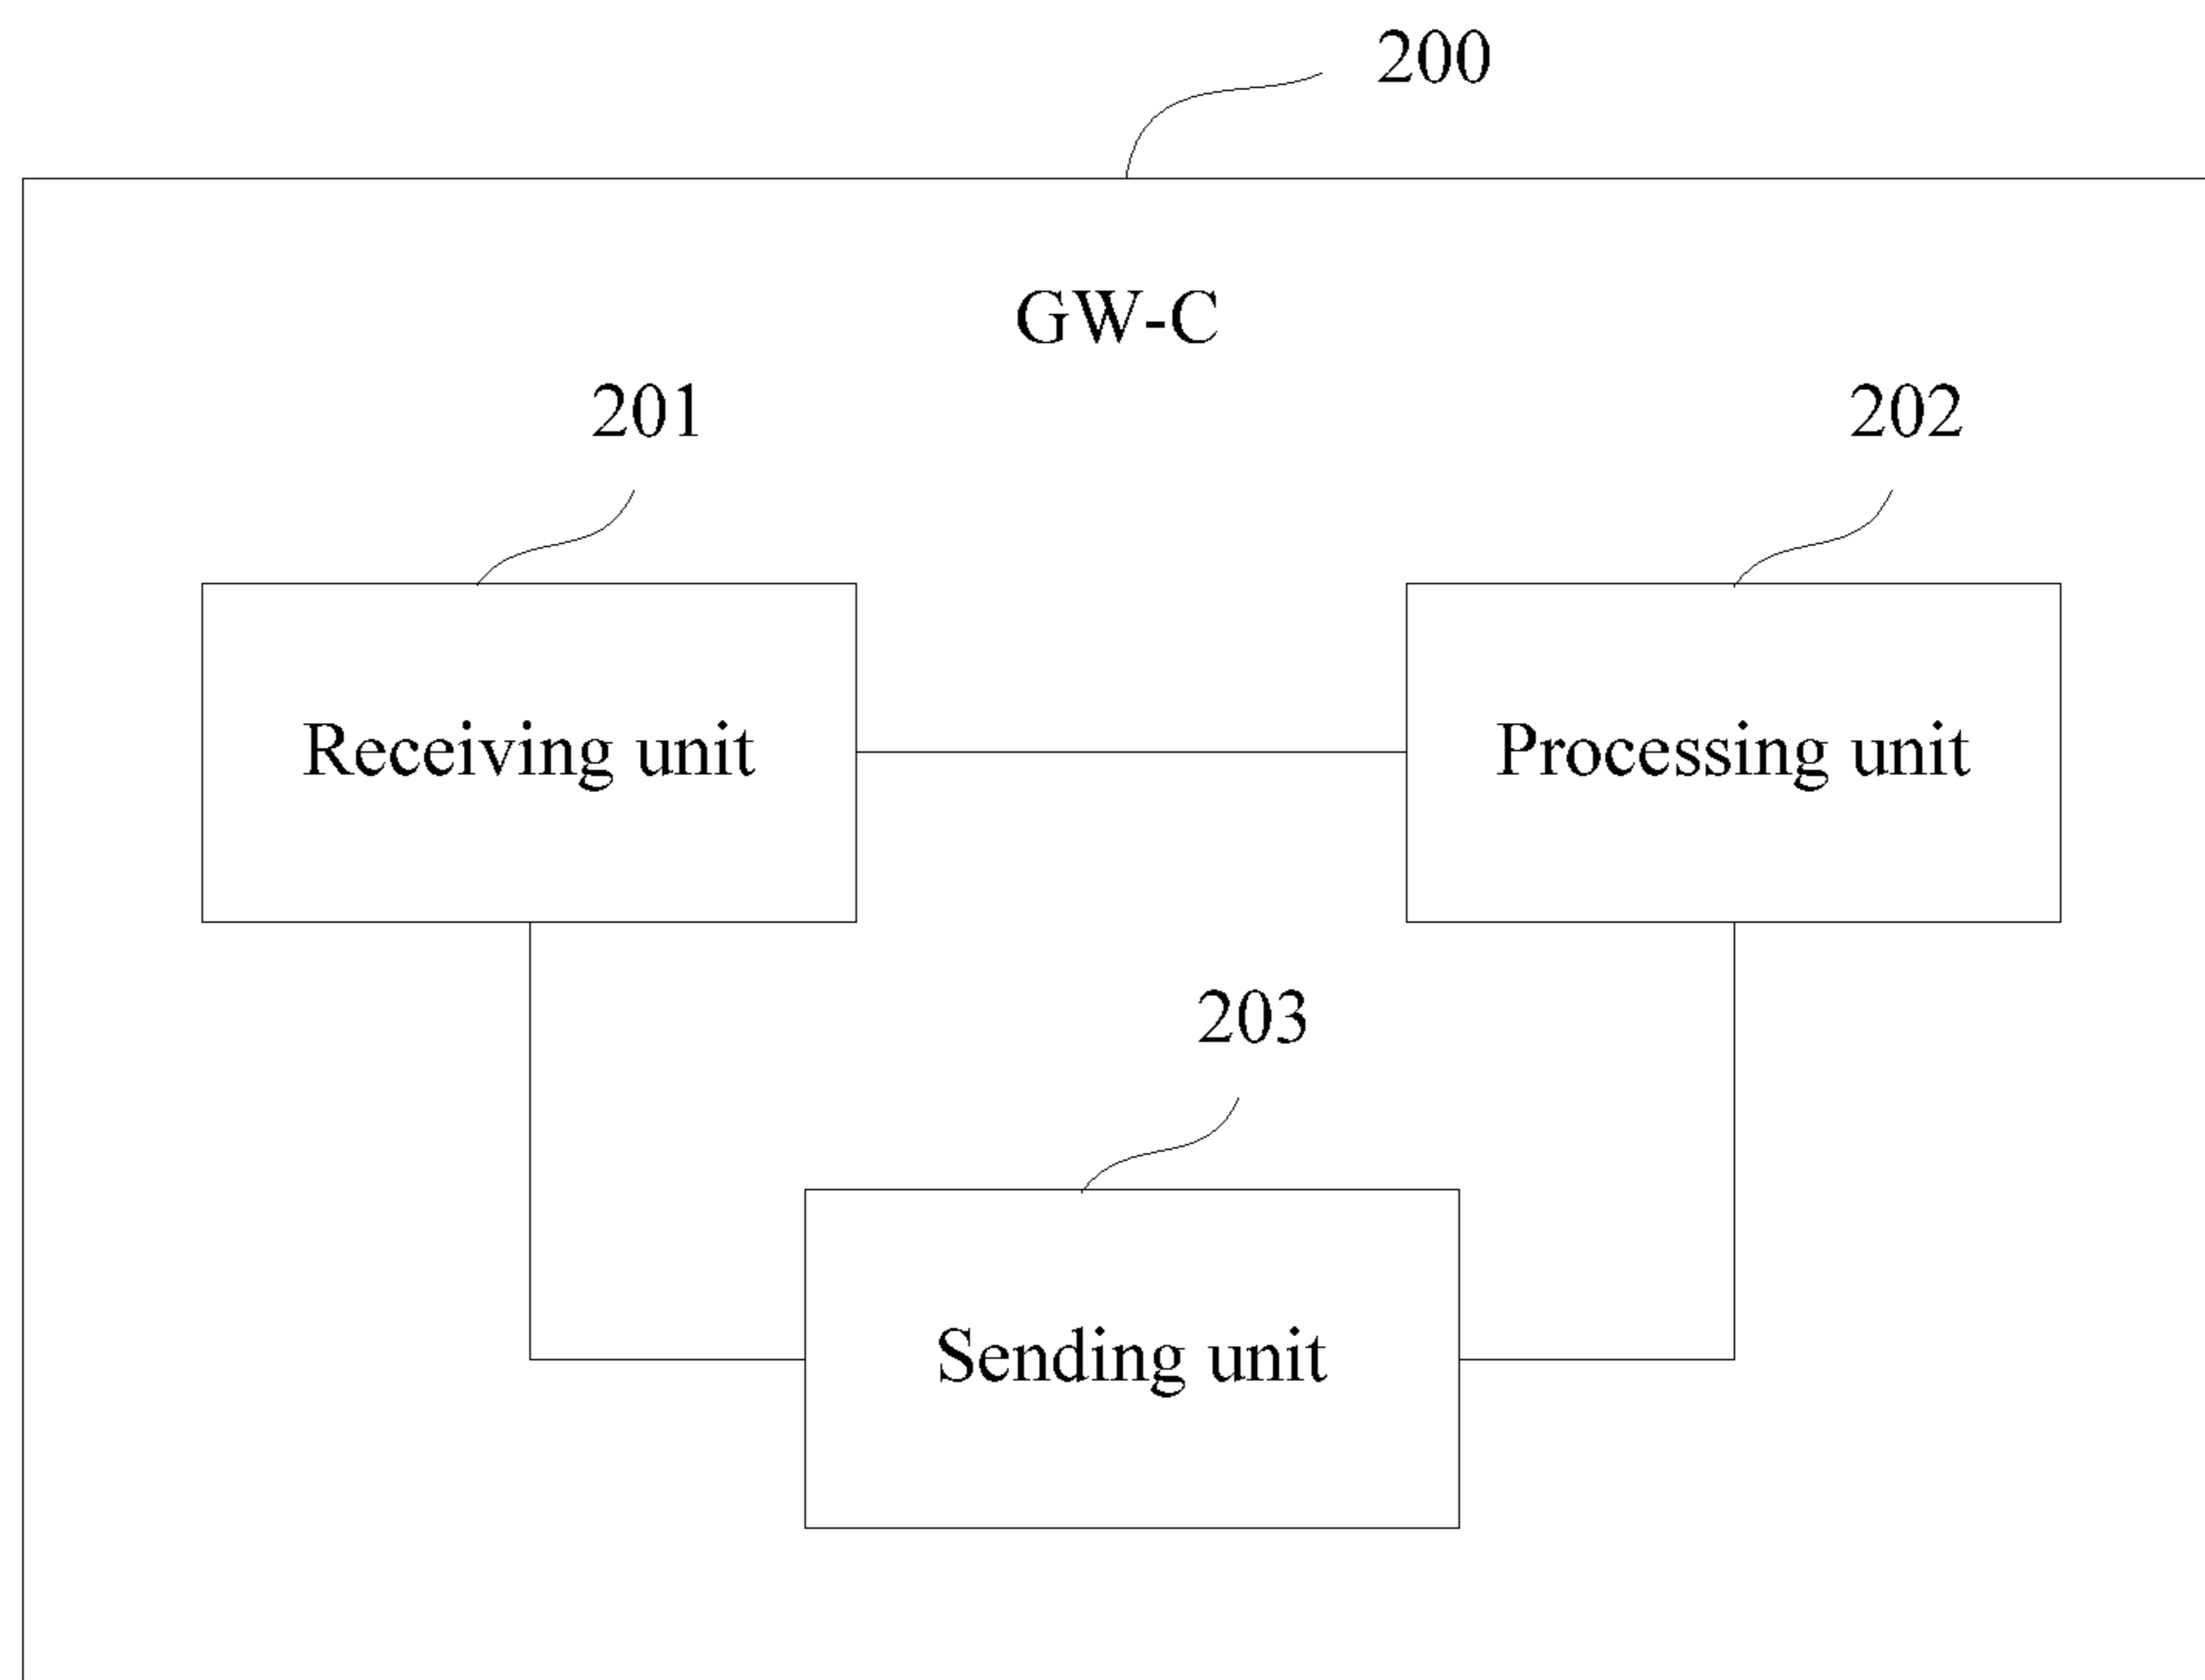 200
GW-C
201
202
Receiving unit
Processing unit
203
Sending unit